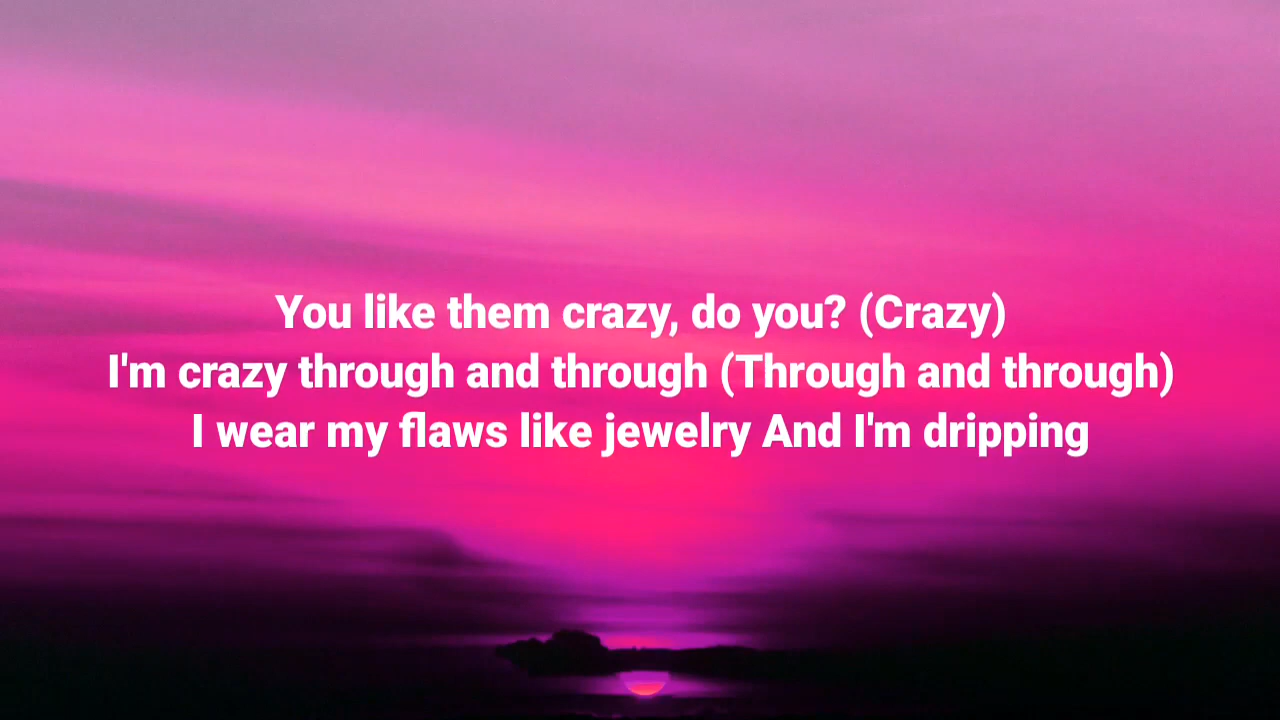 You like them crazy, do you? (Crazy)
I'm crazy through and through (Through and through)
I wear my flaws like jewelry And I'm dripping